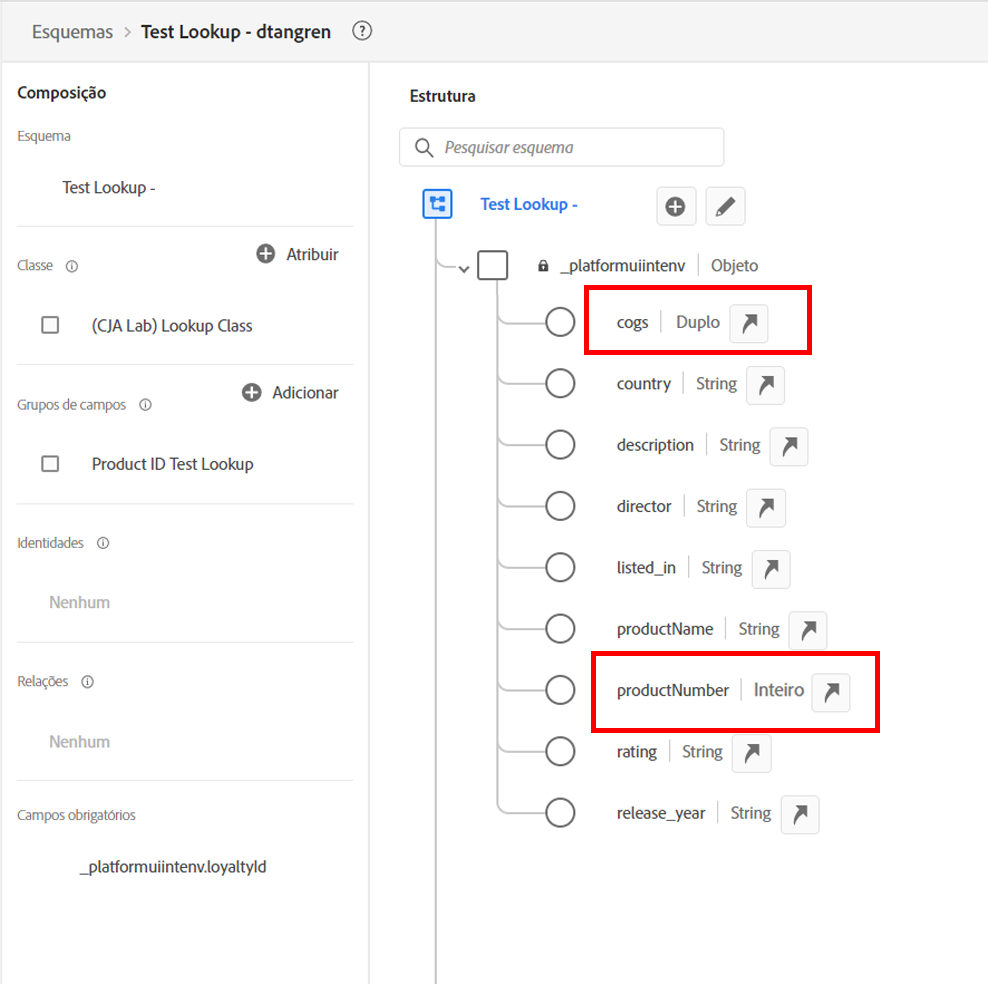 Esquemas > Test Lookup - dtangren ?
Composição
Esquema
Test Lookup -
Classe
Atribuir
(CJA Lab) Lookup Class
Grupos de campos
Adicionar
Product ID Test Lookup
Identidades
Nenhum
Relações
Nenhum
Campos obrigatórios
_platformuiintenv.loyaltyId
Estrutura
Pesquisar esquema
Test Lookup -
_platformuiintenv Objeto
cogs Duplo
country String
description String
director String
listed_in String
productName String
productNumber Inteiro
rating String
release_year String